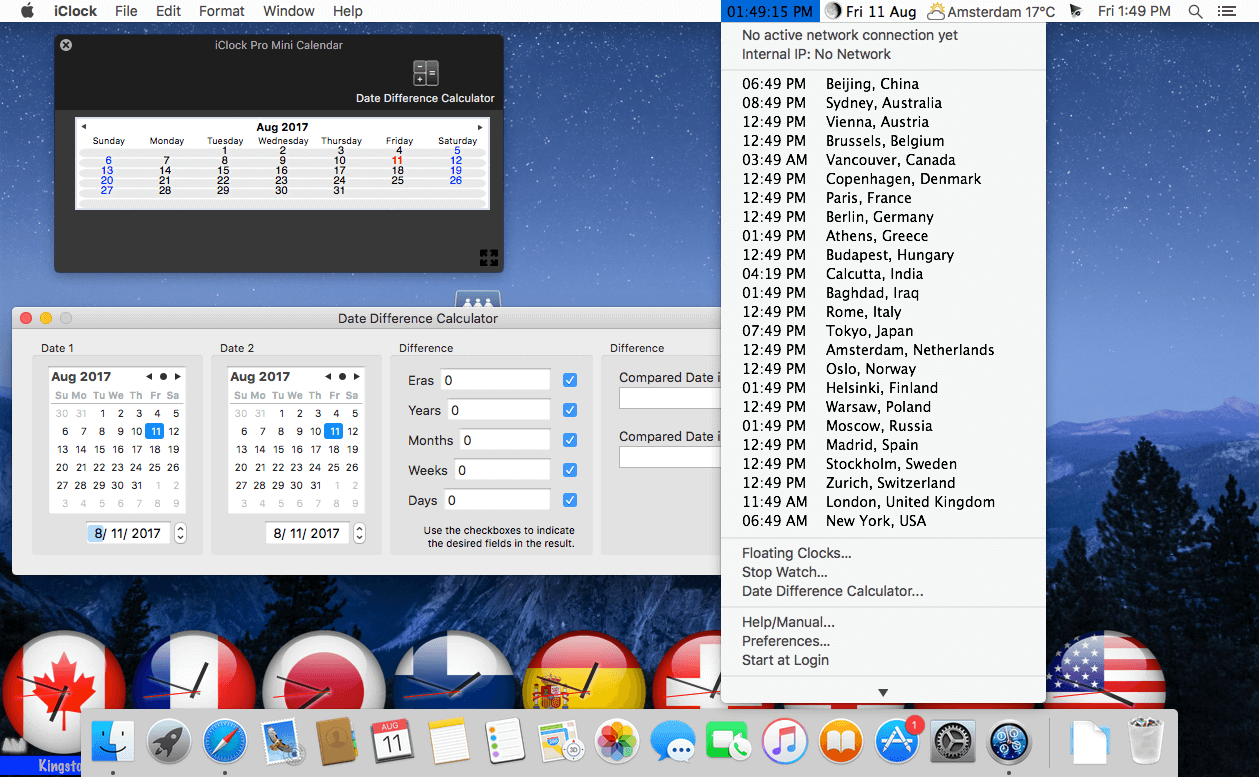 iClock File Edit Format Window Help 01:49:15 PM Fri 11 Aug Amsterdam 17°C Fri 1:49 PM
iClock Pro Mini Calendar
Date Difference Calculator
Aug 2017
Sunday Monday Tuesday Wednesday Thursday Friday Saturday
1 2 3 4 5
6 7 8 9 10 11 12
13 14 15 16 17 18 19
20 21 22 23 24 25 26
27 28 29 30 31
No active network connection yet
Internal IP: No Network
06:49 PM Beijing, China
08:49 PM Sydney, Australia
12:49 PM Vienna, Austria
12:49 PM Brussels, Belgium
03:49 AM Vancouver, Canada
12:49 PM Copenhagen, Denmark
12:49 PM Paris, France
12:49 PM Berlin, Germany
01:49 PM Athens, Greece
12:49 PM Budapest, Hungary
04:19 PM Calcutta, India
01:49 PM Baghdad, Iraq
12:49 PM Rome, Italy
07:49 PM Tokyo, Japan
12:49 PM Amsterdam, Netherlands
12:49 PM Oslo, Norway
01:49 PM Helsinki, Finland
12:49 PM Warsaw, Poland
01:49 PM Moscow, Russia
12:49 PM Madrid, Spain
12:49 PM Stockholm, Sweden
12:49 PM Zurich, Switzerland
11:49 AM London, United Kingdom
06:49 AM New York, USA
Floating Clocks...
Stop Watch...
Date Difference Calculator...
Help/Manual...
Preferences...
Start at Login
Date Difference Calculator
Date 1
Aug 2017
Su Mo Tu We Th Fr Sa
30 31 1 2 3 4 5
6 7 8 9 10 11 12
13 14 15 16 17 18 19
20 21 22 23 24 25 26
27 28 29 30 31 1 2
3 4 5 6 7 8 9
8/ 11/ 2017
Date 2
Aug 2017
Su Mo Tu We Th Fr Sa
30 31 1 2 3 4 5
6 7 8 9 10 11 12
13 14 15 16 17 18 19
20 21 22 23 24 25 26
27 28 29 30 31 1 2
3 4 5 6 7 8 9
8/ 11/ 2017
Difference
Eras 0
Years 0
Months 0
Weeks 0
Days 0
Use the checkboxes to indicate
the desired fields in the result.
Difference
Compared Date i
Compared Date i
Kingsto
AUG
11
3D
1